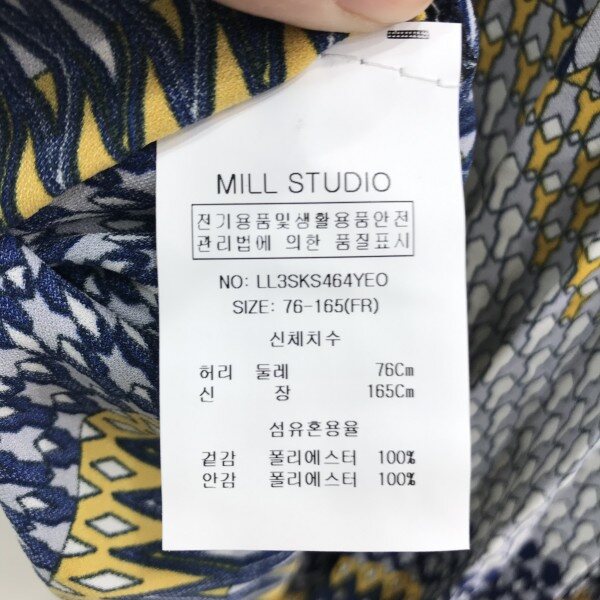 MILL STUDIO
전기용품및생활용품안전
관리법에 의한 품질표시
NO: LL3SKS464YEO
SIZE: 76-165(FR)
신체치수
허리 둘레 76Cm
신 장 165Cm
섬유혼용율
겉감 폴리에스터 100%
안감 폴리에스터 100%